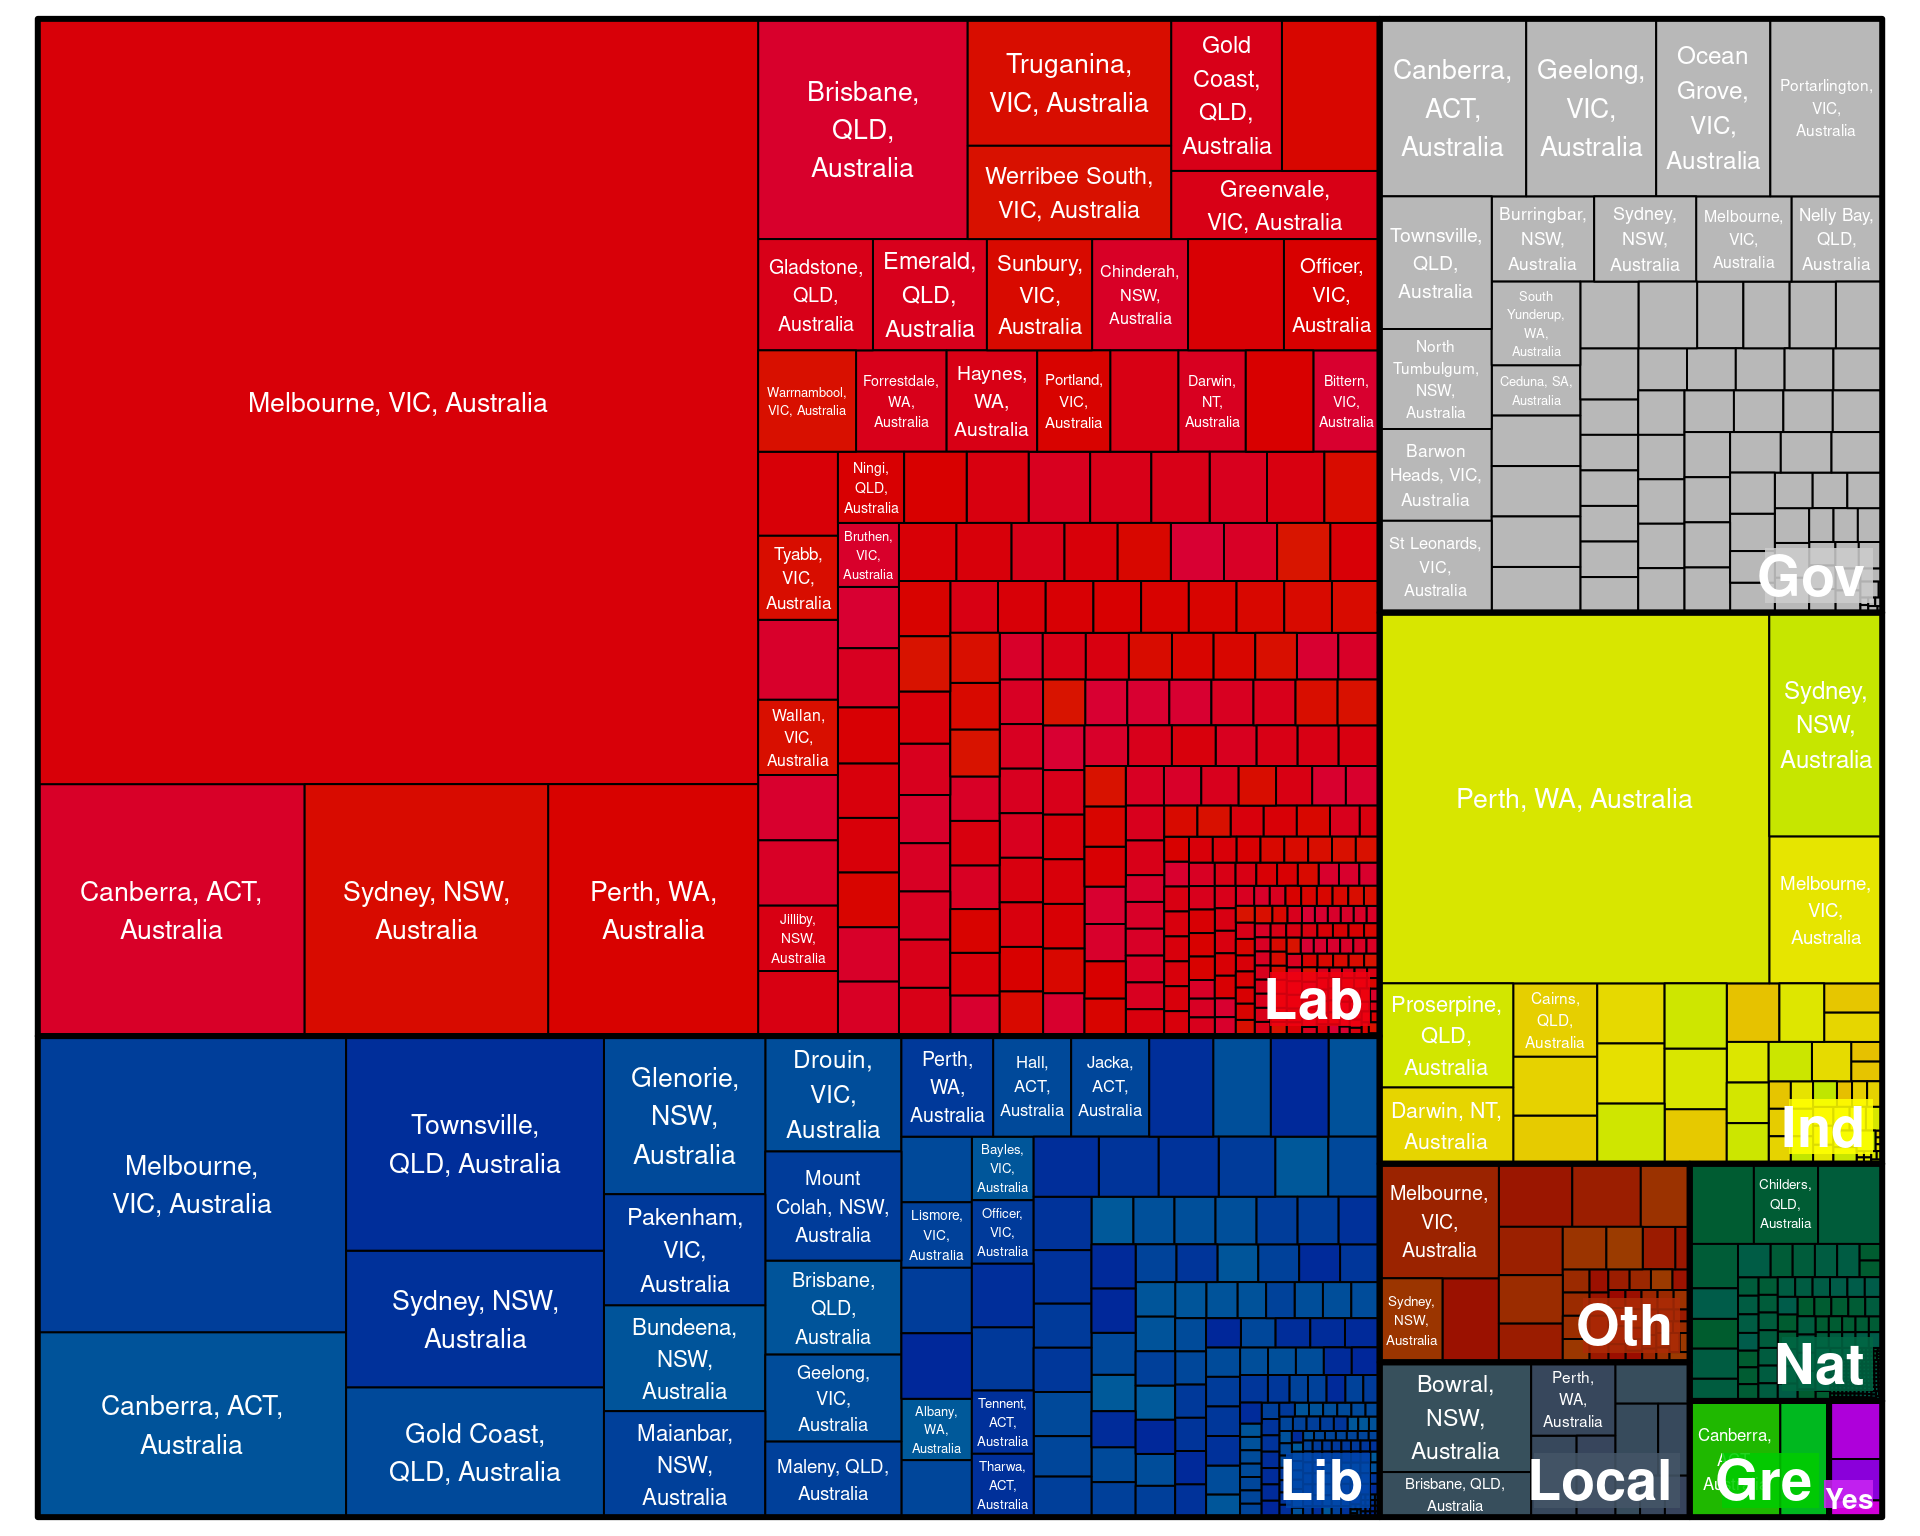 Melbourne, VIC, Australia
Canberra, ACT,
Australia
Sydney, NSW,
Australia
Perth, WA,
Australia
Brisbane,
QLD,
Australia
Truganina,
VIC, Australia
Werribee South,
VIC, Australia
Gold
Coast,
QLD,
Australia
Greenvale,
VIC, Australia
Gladstone,
QLD,
Australia
Emerald,
QLD,
Australia
Sunbury,
VIC,
Australia
Chinderah,
NSW,
Australia
Officer,
VIC,
Australia
Warrnambool,
VIC, Australia
Forrestdale,
WA,
Australia
Haynes,
WA,
Australia
Portland,
VIC,
Australia
Darwin,
NT,
Australia
Bittern,
VIC,
Australia
Ningi,
QLD,
Australia
Tyabb,
VIC,
Australia
Bruthen,
VIC,
Australia
Wallan,
VIC,
Australia
Jilliby,
NSW,
Australia
Lab
Canberra,
ACT,
Australia
Geelong,
VIC,
Australia
Ocean
Grove,
VIC,
Australia
Portarlington,
VIC,
Australia
Townsville,
QLD,
Australia
Burringbar,
NSW,
Australia
Sydney,
NSW,
Australia
Melbourne,
VIC,
Australia
Nelly Bay,
QLD,
Australia
South
Yunderup,
WA,
Australia
North
Tumbulgum,
NSW,
Australia
Ceduna, SA,
Australia
Barwon
Heads, VIC,
Australia
St Leonards,
VIC,
Australia
Gov
Perth, WA, Australia
Sydney,
NSW,
Australia
Melbourne,
VIC,
Australia
Proserpine,
QLD,
Australia
Cairns,
QLD,
Australia
Darwin, NT,
Australia
Ind
Melbourne,
VIC, Australia
Canberra, ACT,
Australia
Townsville,
QLD, Australia
Sydney, NSW,
Australia
Gold Coast,
QLD, Australia
Glenorie,
NSW,
Australia
Pakenham,
VIC,
Australia
Bundeena,
NSW,
Australia
Maianbar,
NSW,
Australia
Drouin,
VIC,
Australia
Mount
Colah, NSW,
Australia
Brisbane,
QLD,
Australia
Geelong,
VIC,
Australia
Maleny, QLD,
Australia
Perth,
WA,
Australia
Hall,
ACT,
Australia
Jacka,
ACT,
Australia
Bayles,
VIC,
Australia
Lismore,
VIC,
Australia
Officer,
VIC,
Australia
Albany,
WA,
Australia
Tennent,
ACT,
Australia
Tharwa,
ACT,
Australia
Lib
Melbourne,
VIC,
Australia
Sydney,
NSW,
Australia
Oth
Childers,
QLD,
Australia
Nat
Bowral,
NSW,
Australia
Perth,
WA,
Australia
Brisbane, QLD,
Australia
Local
Canberra,
Gre
Yes